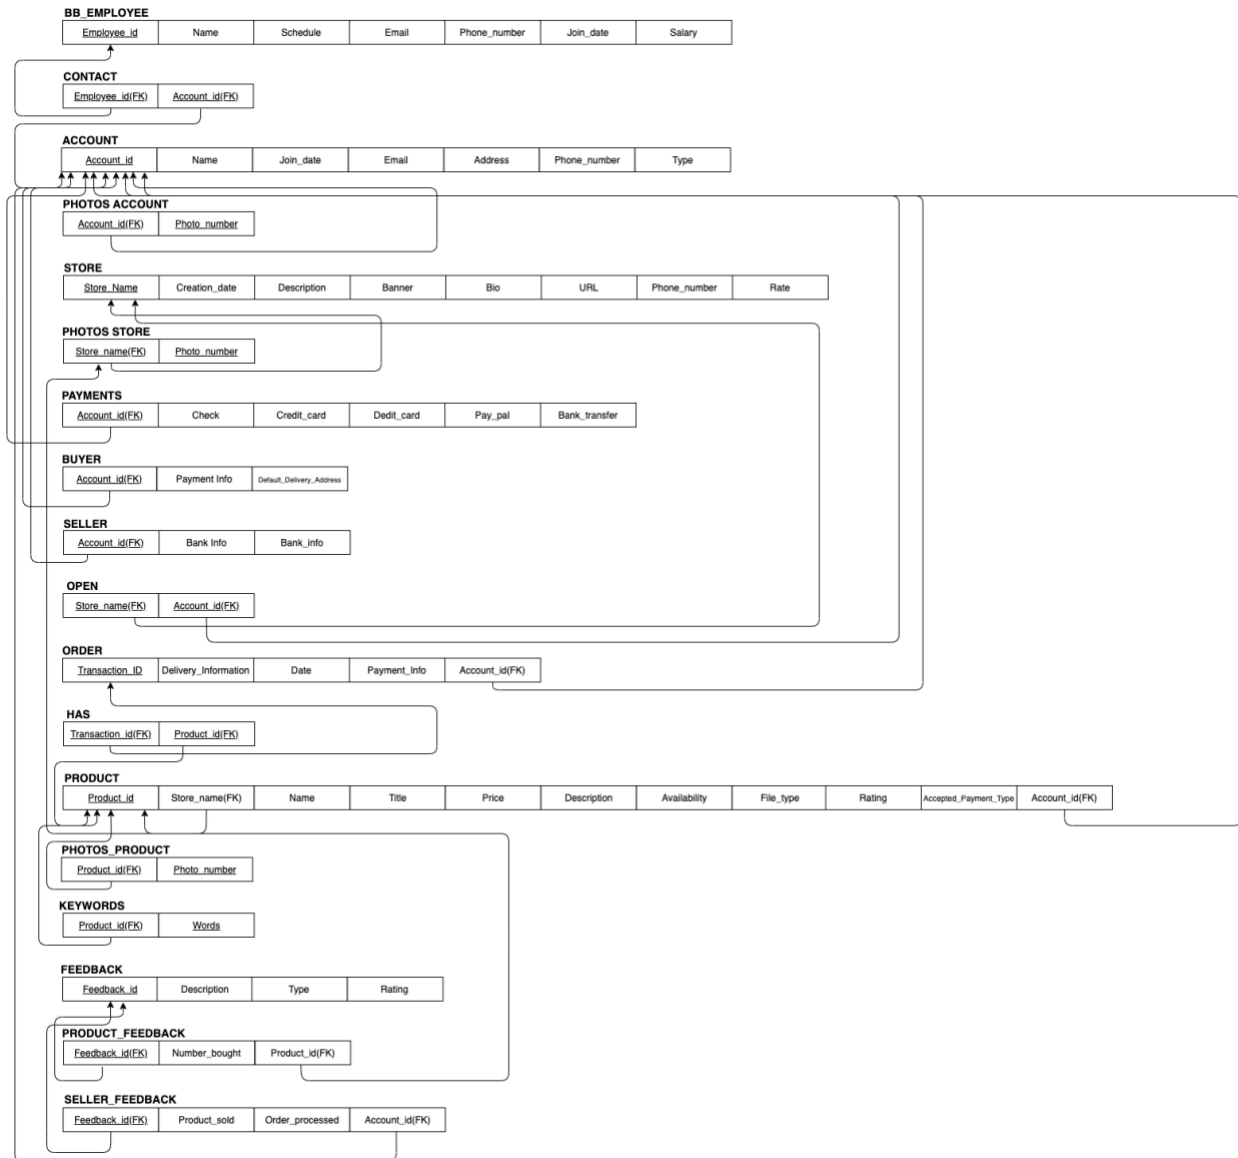 BB_EMPLOYEE
Employee_id Name Schedule Email Phone_number Join_date Salary
CONTACT
Employee_id(FK) Account_id(FK)
ACCOUNT
Account_id Name Join_date Email Address Phone_number Type
PHOTOS ACCOUNT
Account_id(FK) Photo_number
STORE
Store_Name Creation_date Description Banner Bio URL Phone_number Rate
PHOTOS STORE
Store_name(FK) Photo_number
PAYMENTS
Account_id(FK) Check Credit_card Dedit_card Pay_pal Bank_transfer
BUYER
Account_id(FK) Payment Info Default_Delivery_Address
SELLER
Account_id(FK) Bank Info Bank_info
OPEN
Store_name(FK) Account_id(FK)
ORDER
Transaction_ID Delivery_Information Date Payment_Info Account_id(FK)
HAS
Transaction_id(FK) Product_id(FK)
PRODUCT
Product_id Store_name(FK) Name Title Price Description Availability File_type Rating Accepted_Payment_Type Account_id(FK)
PHOTOS_PRODUCT
Product_id(FK) Photo_number
KEYWORDS
Product_id(FK) Words
FEEDBACK
Feedback_id Description Type Rating
PRODUCT_FEEDBACK
Feedback_id(FK) Number_bought Product_id(FK)
SELLER_FEEDBACK
Feedback_id(FK) Product_sold Order_processed Account_id(FK)